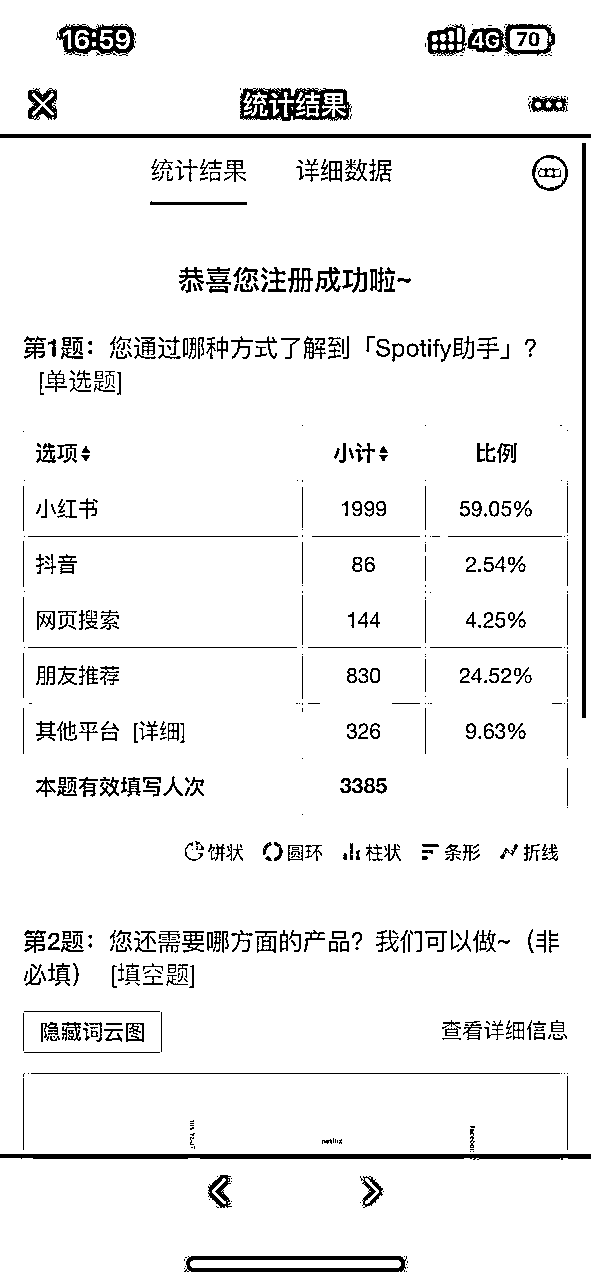 16:59
4G 70
统计结果
统计结果 详细数据
恭喜您注册成功啦~
第1题：您通过哪种方式了解到「Spotify助手」？
[单选题]
选项 小计 比例
小红书 1999 59.05%
抖音 86 2.54%
网页搜索 144 4.25%
朋友推荐 830 24.52%
其他平台 [详细] 326 9.63%
本题有效填写人次 3385
饼状 圆环 柱状 条形 折线
第2题：您还需要哪方面的产品？我们可以做~（非
必填） [填空题]
隐藏词云图 查看详细信息
netflix